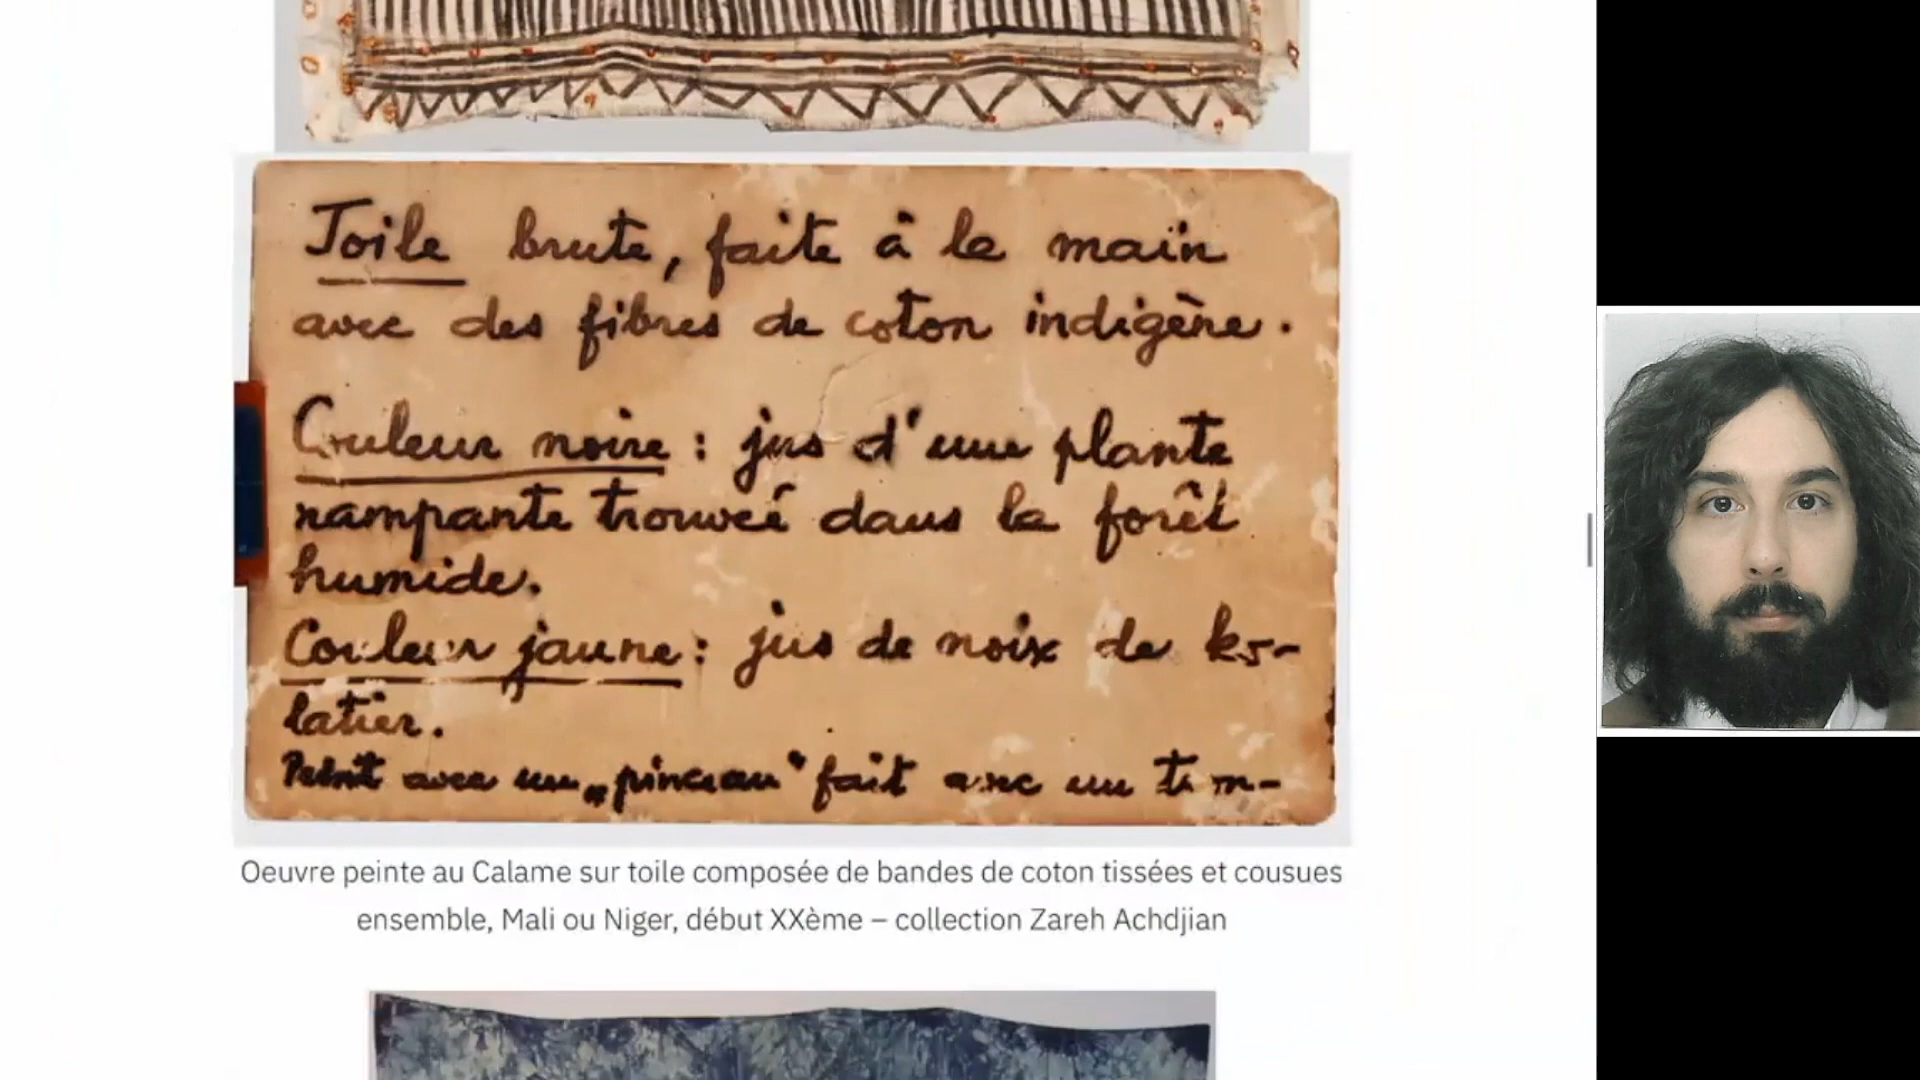 Toile brute, faite à la main
avec des fibres de coton indigène.
Couleur noire : jus d'une plante
rampante trouvée dans la forêt
humide.
Couleur jaune : jus de noix de ko-
latier.
Peint avec un „pinceau" fait avec un
Oeuvre peinte au Calame sur toile composée de bandes de coton tissées et cousues
ensemble, Mali ou Niger, début XXème – collection Zareh Achdjian